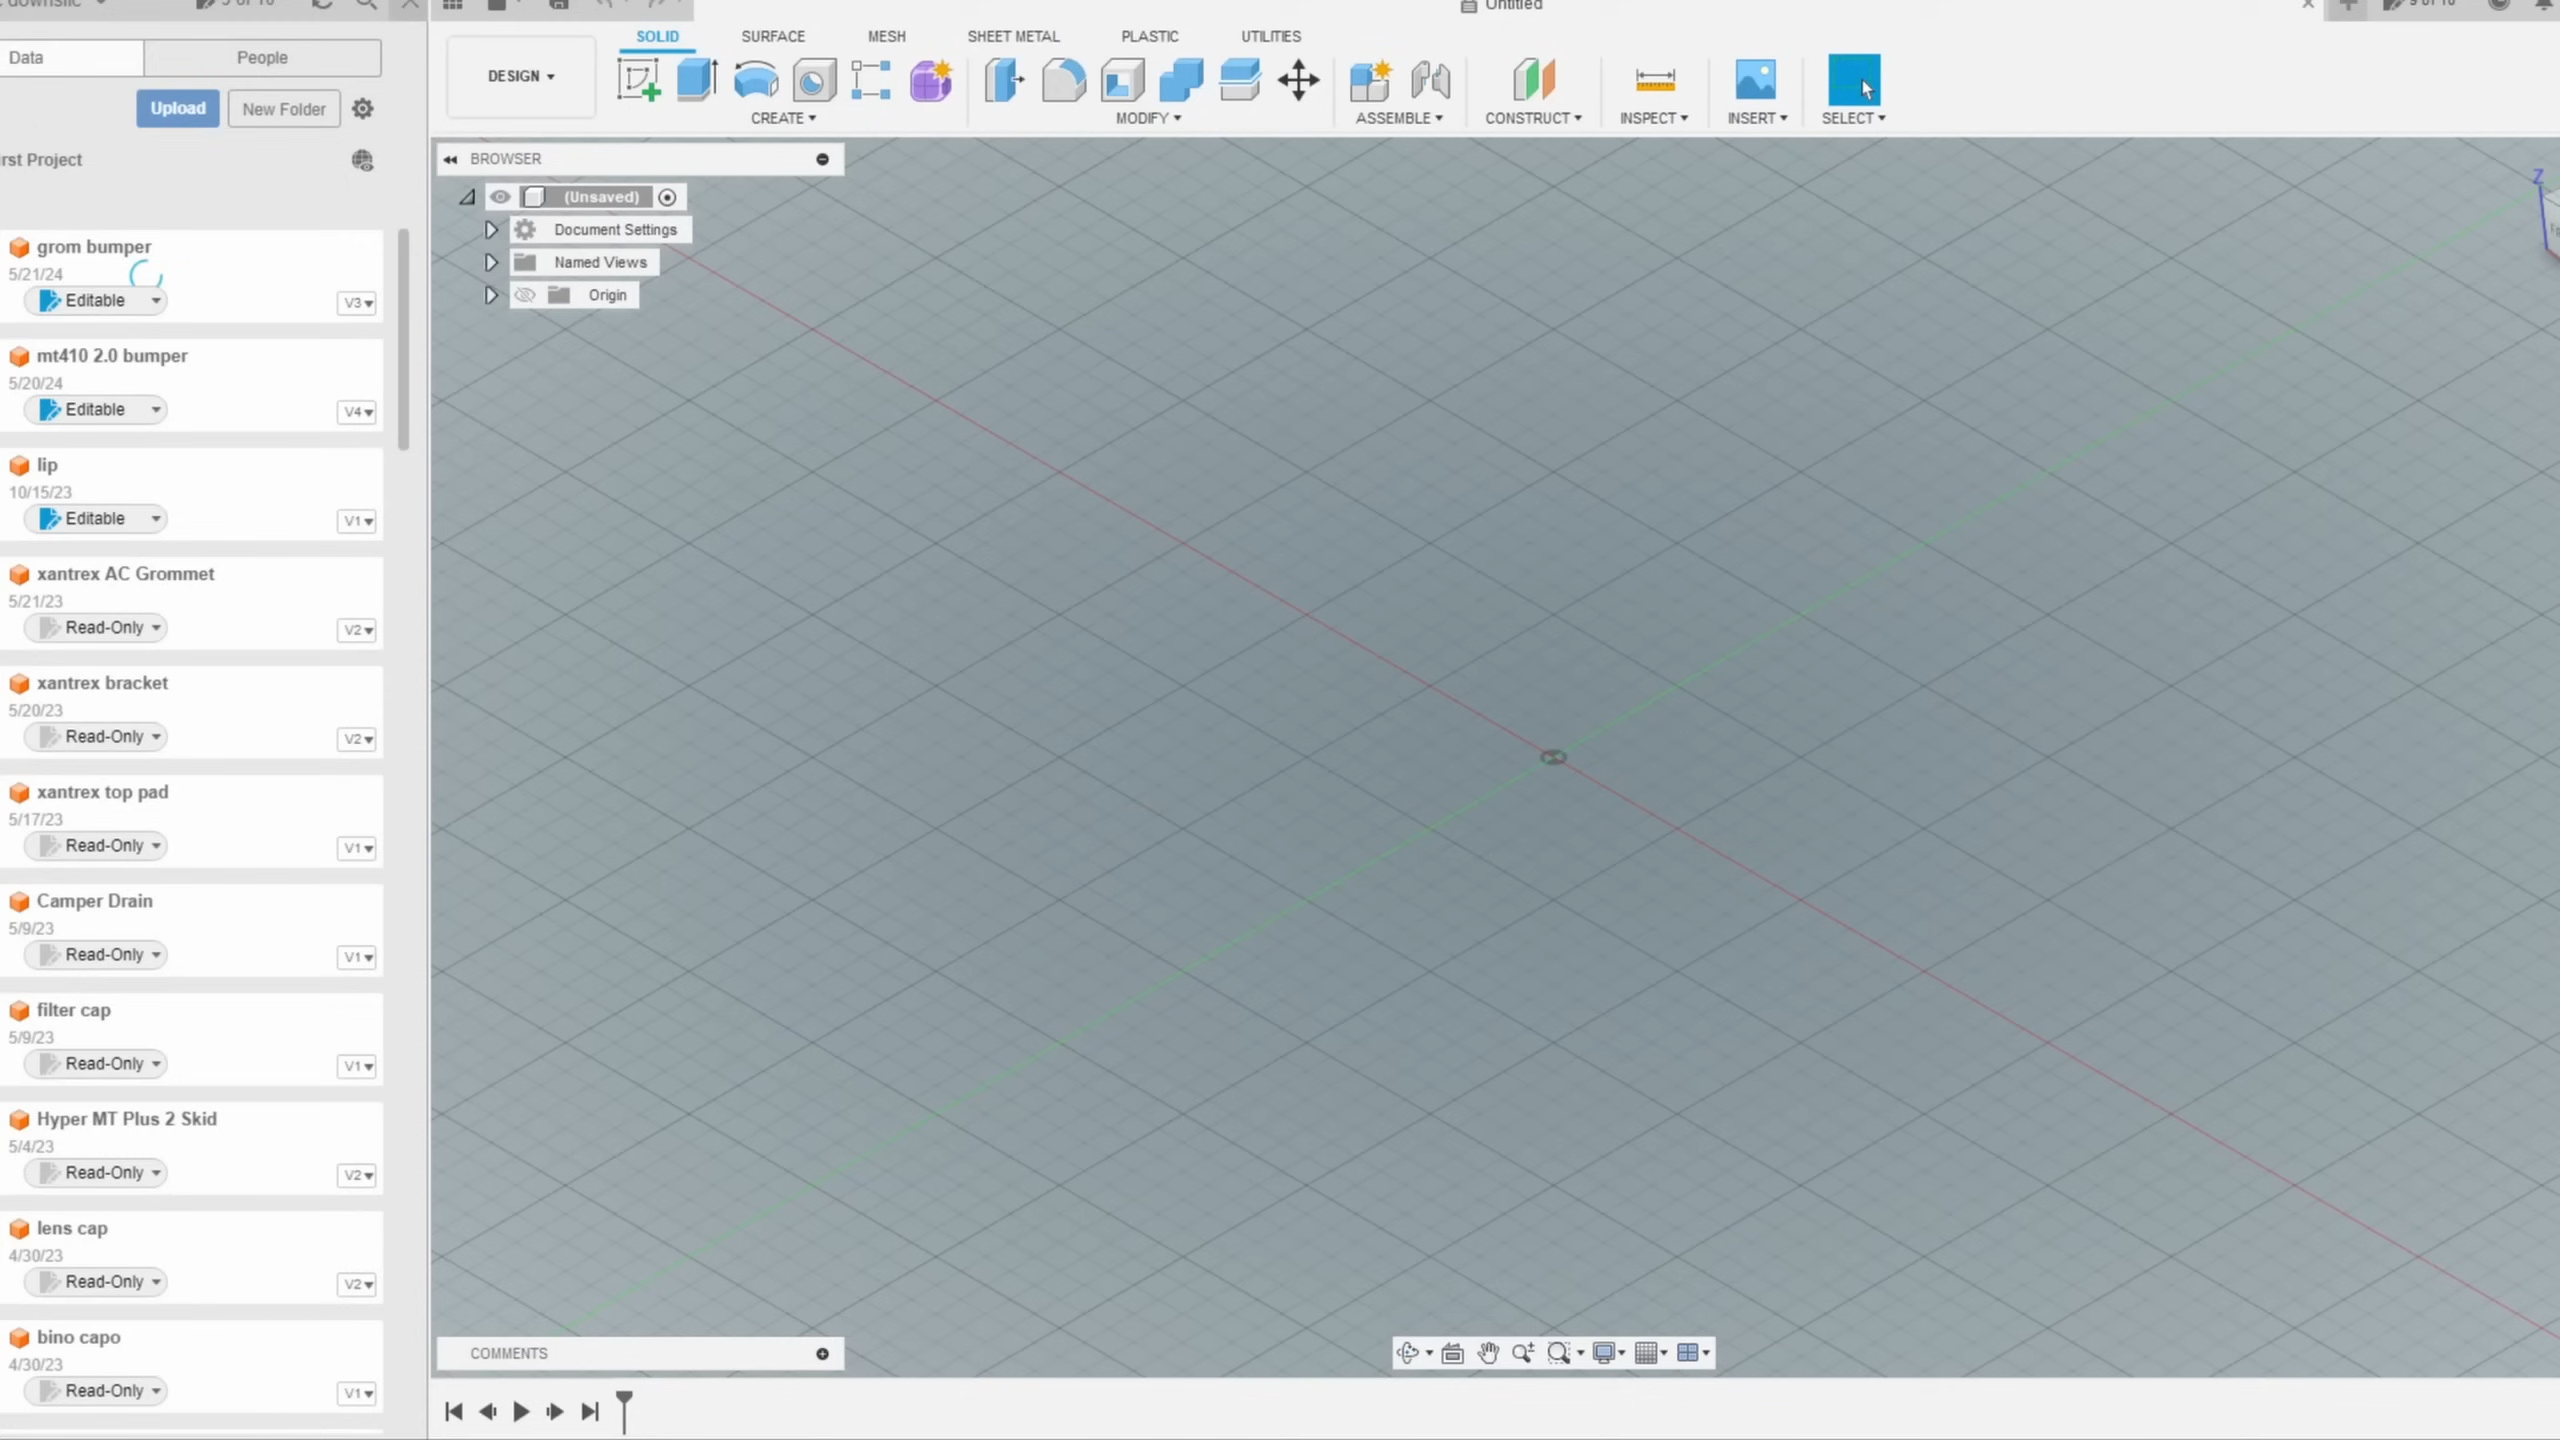 Untitled
Data
People
SOLID
SURFACE
MESH
SHEET METAL
PLASTIC
UTILITIES
DESIGN
CREATE
MODIFY
ASSEMBLE
CONSTRUCT
INSPECT
INSERT
SELECT
Upload
New Folder
rst Project
BROWSER
(Unsaved)
Document Settings
Named Views
Origin
Z
grom bumper
5/21/24
Editable
V3
mt410 2.0 bumper
5/20/24
Editable
V4
lip
10/15/23
Editable
V1
xantrex AC Grommet
5/21/23
Read-Only
V2
xantrex bracket
5/20/23
Read-Only
V2
xantrex top pad
5/17/23
Read-Only
V1
Camper Drain
5/9/23
Read-Only
V1
filter cap
5/9/23
Read-Only
V1
Hyper MT Plus 2 Skid
5/4/23
Read-Only
V2
lens cap
4/30/23
Read-Only
V2
bino capo
4/30/23
Read-Only
V1
COMMENTS